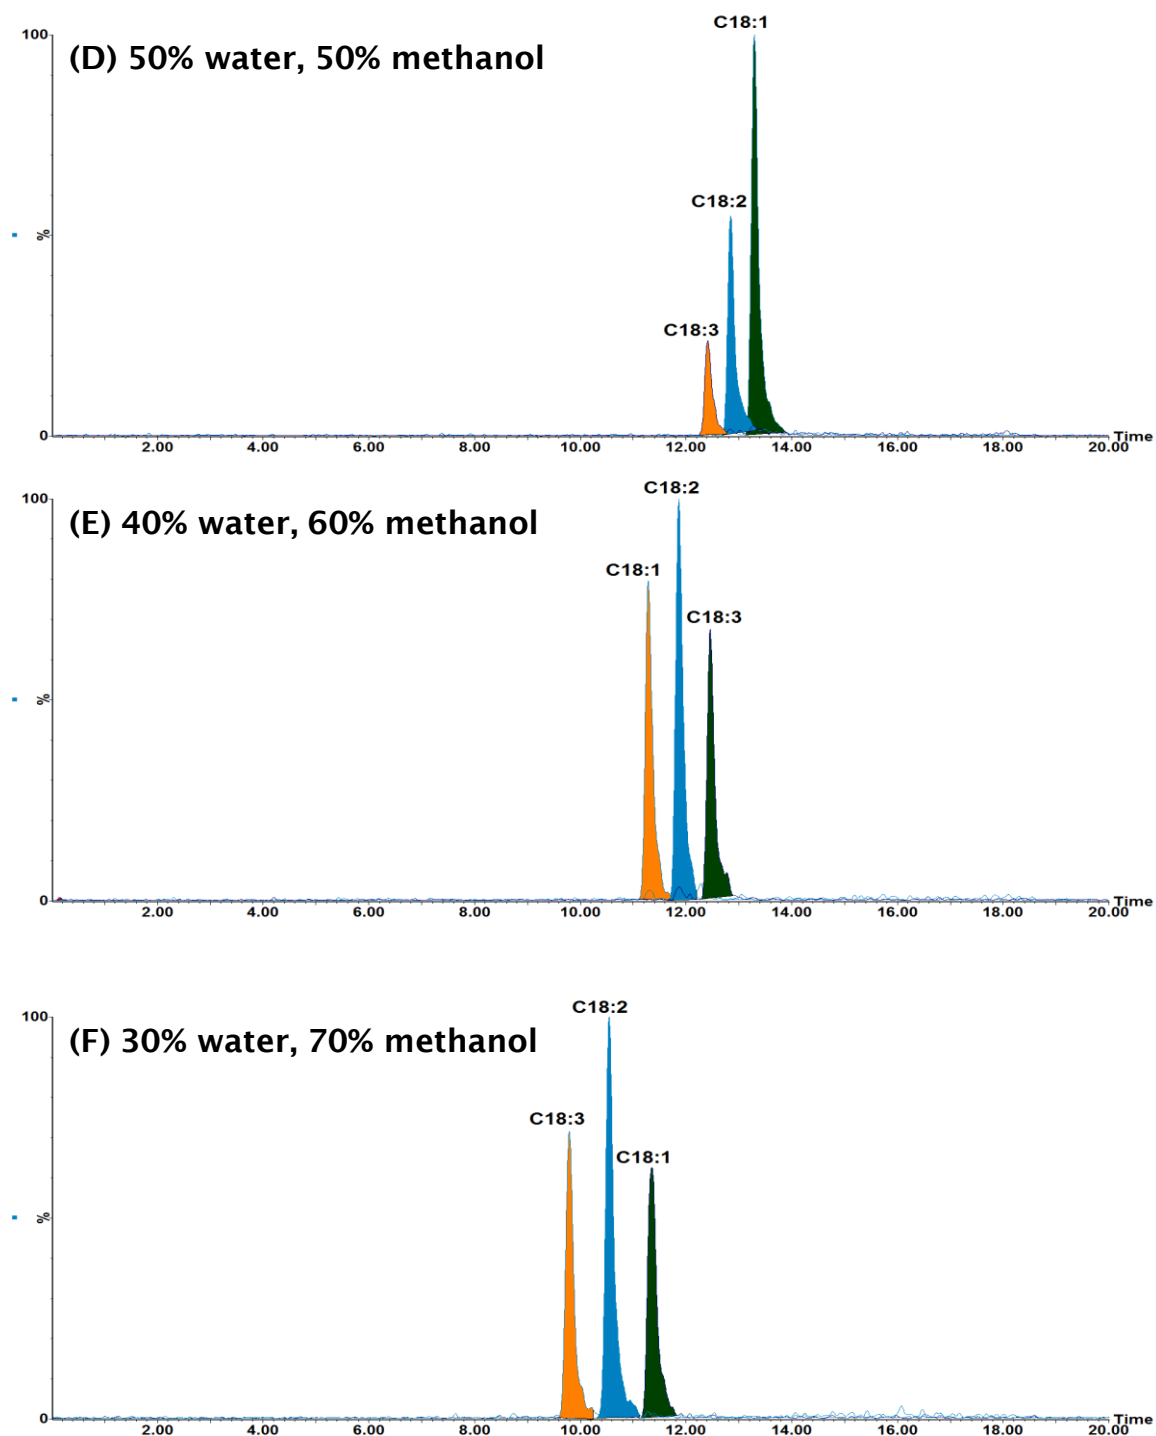 C18:1
100
(D) 50% water, 50% methanol
C18:2
%
C18:3
0
Time
2.00 4.00 6.00 8.00 10.00 12.00 14.00 16.00 18.00 20.00
C18:2
100
(E) 40% water, 60% methanol
C18:1
C18:3
%
0
Time
2.00 4.00 6.00 8.00 10.00 12.00 14.00 16.00 18.00 20.00
C18:2
100
(F) 30% water, 70% methanol
C18:3
C18:1
%
0
Time
2.00 4.00 6.00 8.00 10.00 12.00 14.00 16.00 18.00 20.00